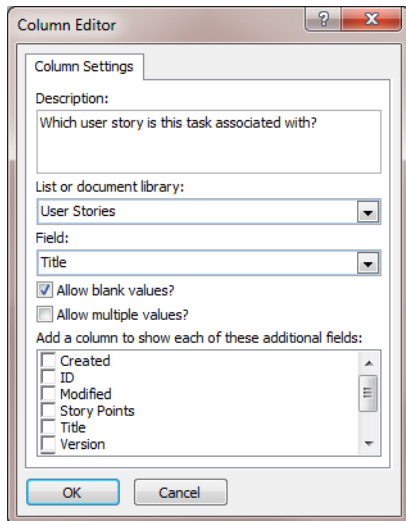 Column Editor
Column Settings
Description:
Which user story is this task associated with?
List or document library:
User Stories
Field:
Title
Allow blank values?
Allow multiple values?
Add a column to show each of these additional fields:
Created
ID
Modified
Story Points
Title
Version
OK Cancel